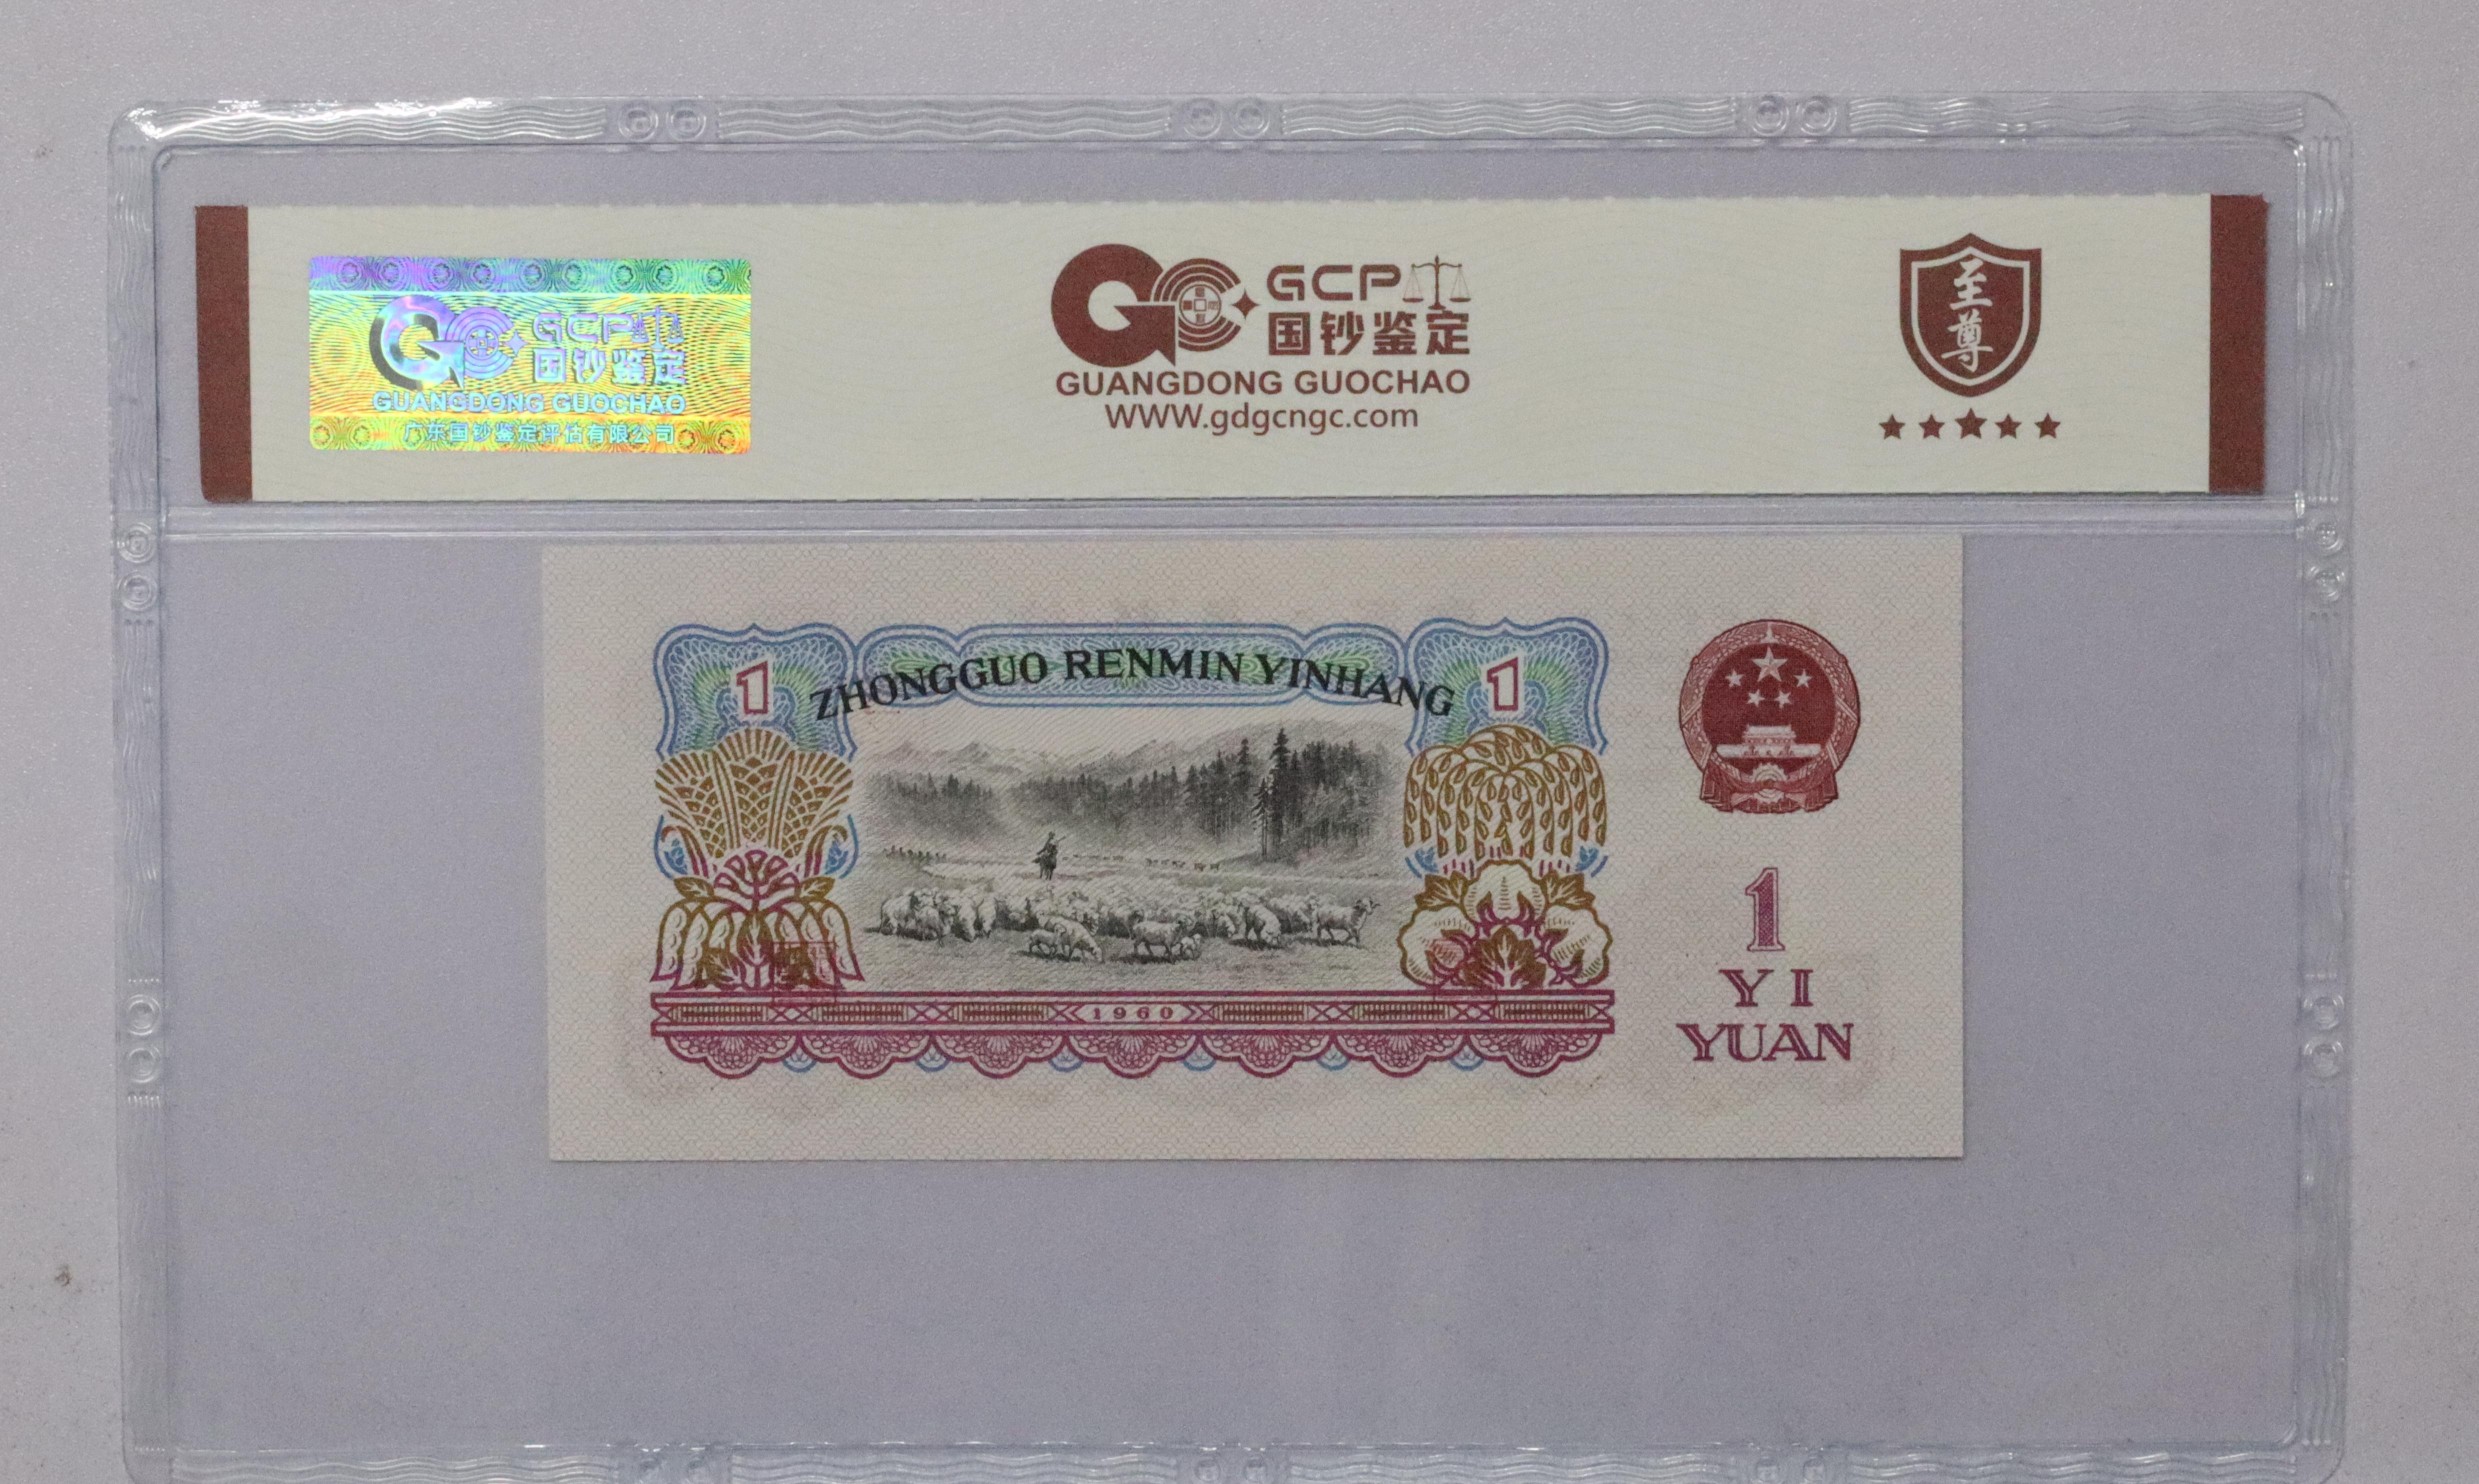 GCP
国钞鉴定
GUANGDONG GUOCHAO
广东国钞鉴定评估有限公司
GCP
国钞鉴定
GUANGDONG GUOCHAO
WWW.gdgcngc.com
至
尊
1 ZHONGGUO RENMIN YINHANG 1
1960
1
YI
YUAN